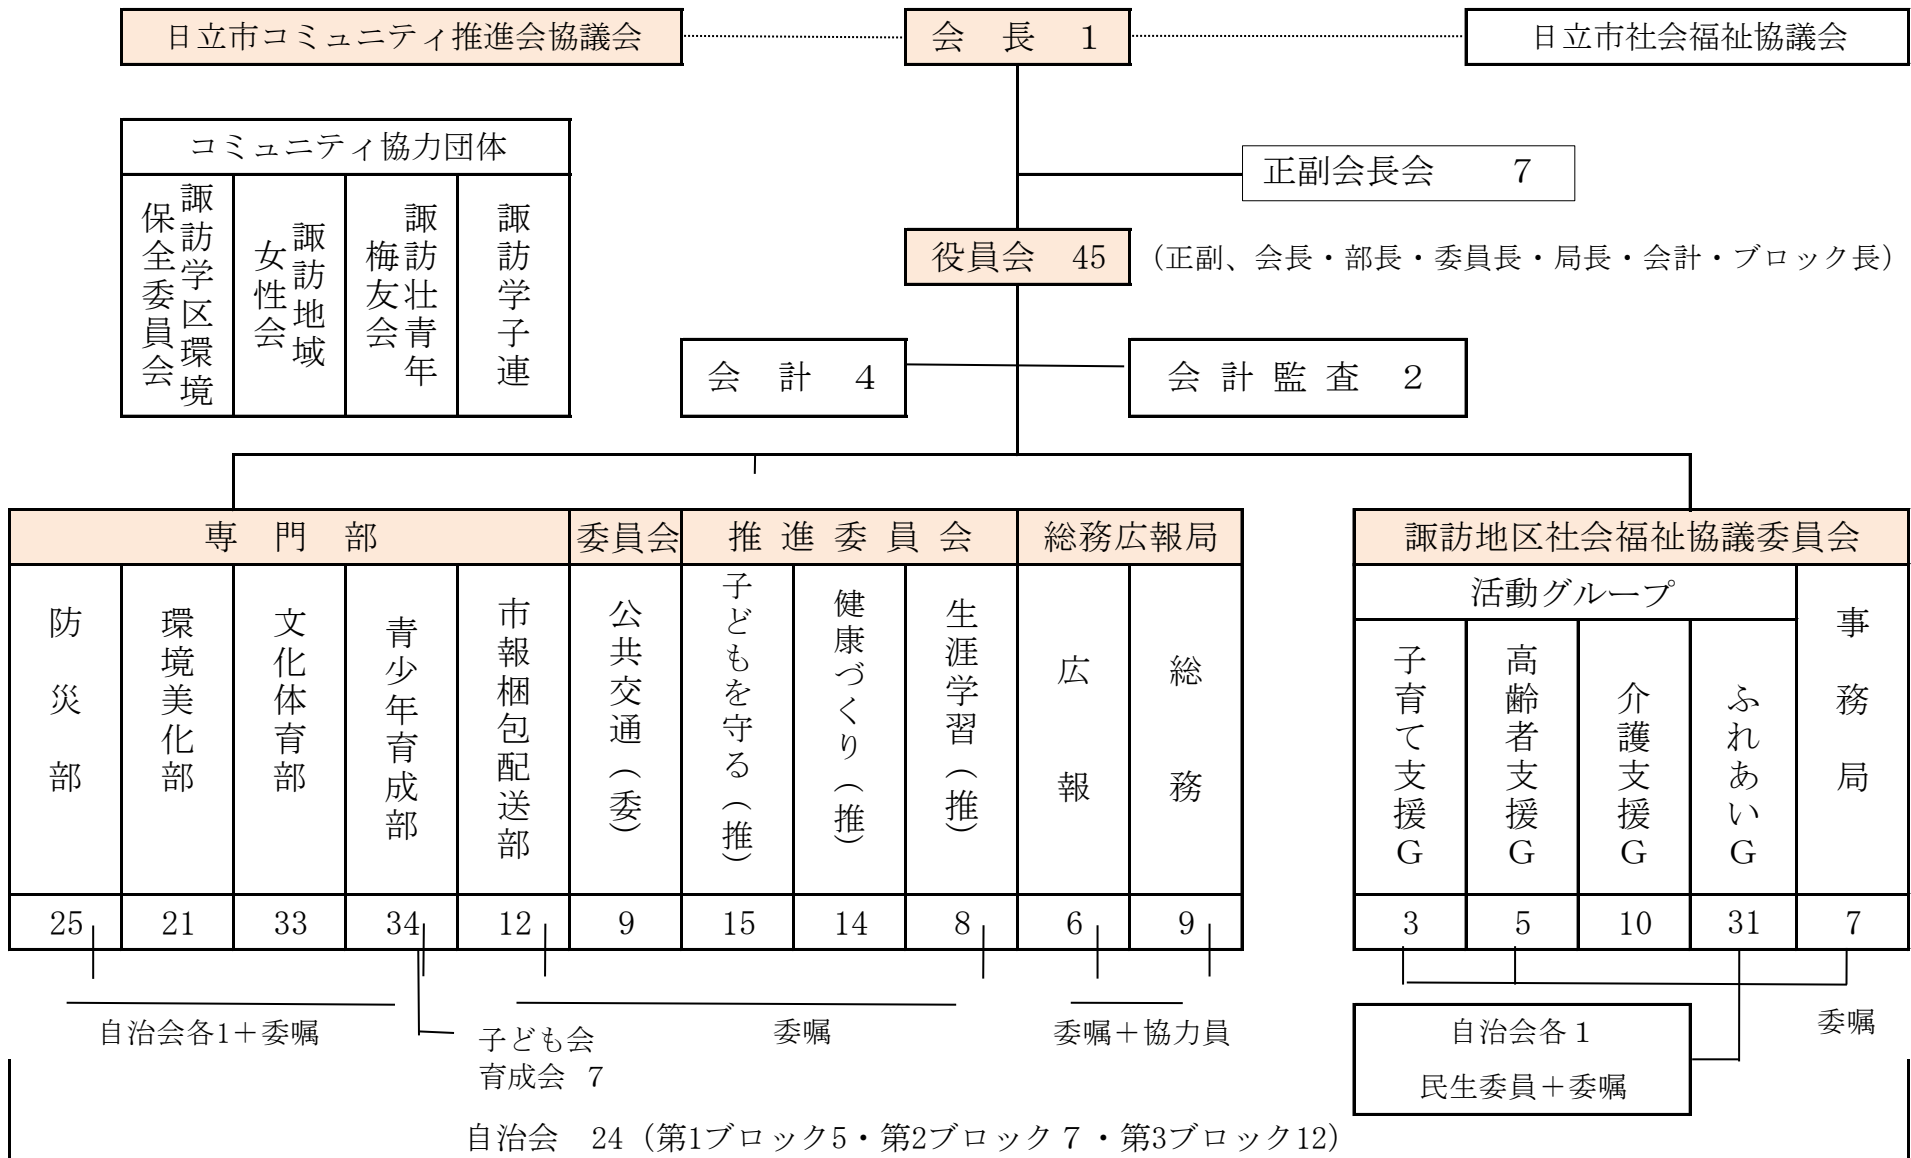 日立市コミュニティ推進会協議会
会　長　1
日立市社会福祉協議会
コミュニティ協力団体
諏訪学区環境
保全委員会
諏訪地域
女性会
諏訪壮青年
梅友会
諏訪学子連
正副会長会　7
役員会　45
（正副、会長・部長・委員長・局長・会計・ブロック長）
会　計　4
会 計 監 査　2
専　門　部
委員会
推 進 委 員 会
総務広報局
防災部
環境美化部
文化体育部
青少年育成部
市報梱包配送部
公共交通（委）
子どもを守る（推）
健康づくり（推）
生涯学習（推）
広報
総務
25
21
33
34
12
9
15
14
8
6
9
諏訪地区社会福祉協議委員会
活動グループ
子育て支援G
高齢者支援G
介護支援G
ふれあいG
事務局
3
5
10
31
7
自治会各1＋委嘱
子ども会
育成会　7
委嘱
委嘱＋協力員
自治会各１
民生委員＋委嘱
委嘱
自治会　24（第1ブロック5・第2ブロック７・第3ブロック12）